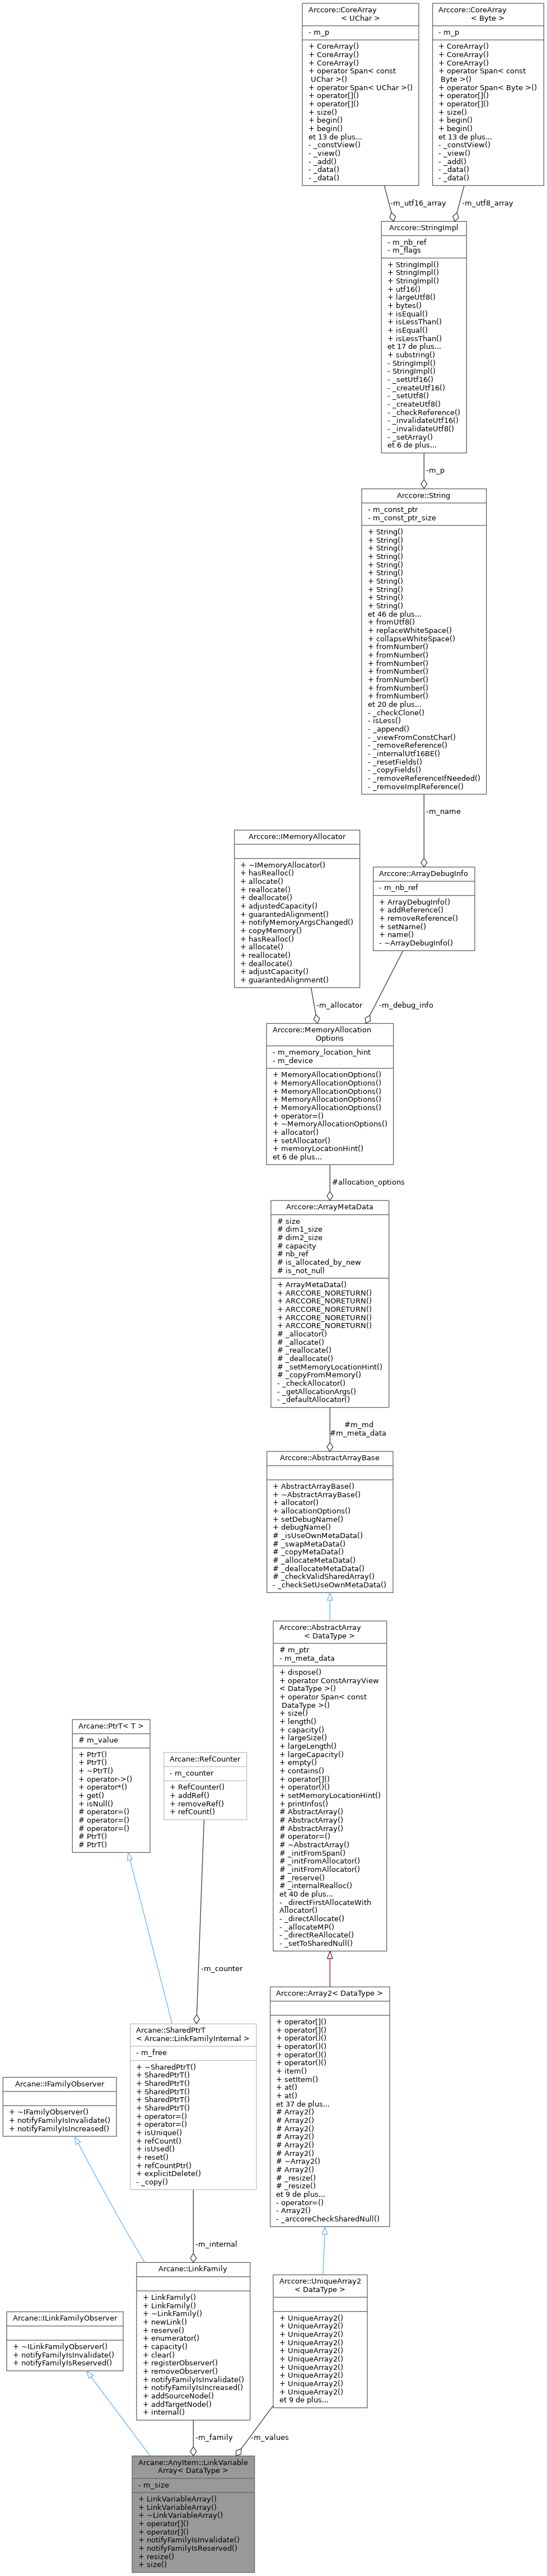 Arccore::CoreArray
< UChar >
- m_p
+ CoreArray()
+ CoreArray()
+ CoreArray()
+ operator Span< const
UChar >()
+ operator Span< UChar >()
+ operator[]()
+ operator[]()
+ size()
+ begin()
+ begin()
et 13 de plus...
- _constView()
- _view()
- _add()
- _data()
- _data()
Arccore::CoreArray
< Byte >
- m_p
+ CoreArray()
+ CoreArray()
+ CoreArray()
+ operator Span< const
Byte >()
+ operator Span< Byte >()
+ operator[]()
+ operator[]()
+ size()
+ begin()
+ begin()
et 13 de plus...
- _constView()
- _view()
- _add()
- _data()
- _data()
-m_utf16_array
-m_utf8_array
Arccore::StringImpl
- m_nb_ref
- m_flags
+ StringImpl()
+ StringImpl()
+ StringImpl()
+ utf16()
+ largeUtf8()
+ bytes()
+ isEqual()
+ isLessThan()
+ isEqual()
+ isLessThan()
et 17 de plus...
+ substring()
- StringImpl()
- StringImpl()
- _setUtf16()
- _createUtf16()
- _setUtf8()
- _createUtf8()
- _checkReference()
- _invalidateUtf16()
- _invalidateUtf8()
- _setArray()
et 6 de plus...
-m_p
Arccore::String
- m_const_ptr
- m_const_ptr_size
+ String()
+ String()
+ String()
+ String()
+ String()
+ String()
+ String()
+ String()
+ String()
+ String()
et 46 de plus...
+ fromUtf8()
+ replaceWhiteSpace()
+ collapseWhiteSpace()
+ fromNumber()
+ fromNumber()
+ fromNumber()
+ fromNumber()
+ fromNumber()
+ fromNumber()
+ fromNumber()
et 20 de plus...
- _checkClone()
- isLess()
- _append()
- _viewFromConstChar()
- _removeReference()
- _internalUtf16BE()
- _resetFields()
- _copyFields()
- _removeReferenceIfNeeded()
- _removeImplReference()
-m_name
Arccore::IMemoryAllocator
+ ~IMemoryAllocator()
+ hasRealloc()
+ allocate()
+ reallocate()
+ deallocate()
+ adjustedCapacity()
+ guarantedAlignment()
+ notifyMemoryArgsChanged()
+ copyMemory()
+ hasRealloc()
+ allocate()
+ reallocate()
+ deallocate()
+ adjustCapacity()
+ guarantedAlignment()
Arccore::ArrayDebugInfo
- m_nb_ref
+ ArrayDebugInfo()
+ addReference()
+ removeReference()
+ setName()
+ name()
- ~ArrayDebugInfo()
-m_allocator
-m_debug_info
Arccore::MemoryAllocation
Options
- m_memory_location_hint
- m_device
+ MemoryAllocationOptions()
+ MemoryAllocationOptions()
+ MemoryAllocationOptions()
+ MemoryAllocationOptions()
+ MemoryAllocationOptions()
+ operator=()
+ ~MemoryAllocationOptions()
+ allocator()
+ setAllocator()
+ memoryLocationHint()
et 6 de plus...
#allocation_options
Arccore::ArrayMetaData
# size
# dim1_size
# dim2_size
# capacity
# nb_ref
# is_allocated_by_new
# is_not_null
+ ArrayMetaData()
+ ARCCORE_NORETURN()
+ ARCCORE_NORETURN()
+ ARCCORE_NORETURN()
+ ARCCORE_NORETURN()
+ ARCCORE_NORETURN()
# _allocator()
# _allocate()
# _reallocate()
# _deallocate()
# _setMemoryLocationHint()
# _copyFromMemory()
- _checkAllocator()
- _getAllocationArgs()
- _defaultAllocator()
#m_md
#m_meta_data
Arccore::AbstractArrayBase
+ AbstractArrayBase()
+ ~AbstractArrayBase()
+ allocator()
+ allocationOptions()
+ setDebugName()
+ debugName()
# _isUseOwnMetaData()
# _swapMetaData()
# _copyMetaData()
# _allocateMetaData()
# _deallocateMetaData()
# _checkValidSharedArray()
- _checkSetUseOwnMetaData()
Arccore::AbstractArray
< DataType >
# m_ptr
- m_meta_data
+ dispose()
+ operator ConstArrayView
< DataType >()
+ operator Span< const
DataType >()
+ size()
+ length()
+ capacity()
+ largeSize()
+ largeLength()
+ largeCapacity()
+ empty()
+ contains()
+ operator[]()
+ operator()()
+ setMemoryLocationHint()
+ printInfos()
# AbstractArray()
# AbstractArray()
# AbstractArray()
# operator=()
# ~AbstractArray()
# _initFromSpan()
# _initFromAllocator()
# _initFromAllocator()
# _reserve()
# _internalRealloc()
et 40 de plus...
- _directFirstAllocateWith
Allocator()
- _directAllocate()
- _allocateMP()
- _directReAllocate()
- _setToSharedNull()
Arcane::PtrT< T >
# m_value
+ PtrT()
+ PtrT()
+ ~PtrT()
+ operator->()
+ operator*()
+ get()
+ isNull()
# operator=()
# operator=()
# operator=()
# PtrT()
# PtrT()
Arcane::RefCounter
- m_counter
+ RefCounter()
+ addRef()
+ removeRef()
+ refCount()
-m_counter
Arccore::Array2< DataType >
+ operator[]()
+ operator[]()
+ operator()()
+ operator()()
+ operator()()
+ operator()()
+ item()
+ setItem()
+ at()
+ at()
et 37 de plus...
# Array2()
# Array2()
# Array2()
# Array2()
# Array2()
# Array2()
# ~Array2()
# Array2()
# _resize()
# _resize()
et 9 de plus...
- operator=()
- Array2()
- _arccoreCheckSharedNull()
Arcane::SharedPtrT
< Arcane::LinkFamilyInternal >
- m_free
+ ~SharedPtrT()
+ SharedPtrT()
+ SharedPtrT()
+ SharedPtrT()
+ SharedPtrT()
+ SharedPtrT()
+ operator=()
+ operator=()
+ isUnique()
+ refCount()
+ isUsed()
+ reset()
+ refCountPtr()
+ explicitDelete()
- _copy()
Arcane::IFamilyObserver
+ ~IFamilyObserver()
+ notifyFamilyIsInvalidate()
+ notifyFamilyIsIncreased()
-m_internal
Arcane::LinkFamily
+ LinkFamily()
+ LinkFamily()
+ ~LinkFamily()
+ newLink()
+ reserve()
+ enumerator()
+ capacity()
+ clear()
+ registerObserver()
+ removeObserver()
+ notifyFamilyIsInvalidate()
+ notifyFamilyIsIncreased()
+ addSourceNode()
+ addTargetNode()
+ internal()
Arccore::UniqueArray2
< DataType >
+ UniqueArray2()
+ UniqueArray2()
+ UniqueArray2()
+ UniqueArray2()
+ UniqueArray2()
+ UniqueArray2()
+ UniqueArray2()
+ UniqueArray2()
+ UniqueArray2()
+ UniqueArray2()
et 9 de plus...
Arcane::ILinkFamilyObserver
+ ~ILinkFamilyObserver()
+ notifyFamilyIsInvalidate()
+ notifyFamilyIsReserved()
-m_family
-m_values
Arcane::AnyItem::LinkVariable
Array< DataType >
- m_size
+ LinkVariableArray()
+ LinkVariableArray()
+ ~LinkVariableArray()
+ operator[]()
+ operator[]()
+ notifyFamilyIsInvalidate()
+ notifyFamilyIsReserved()
+ resize()
+ size()